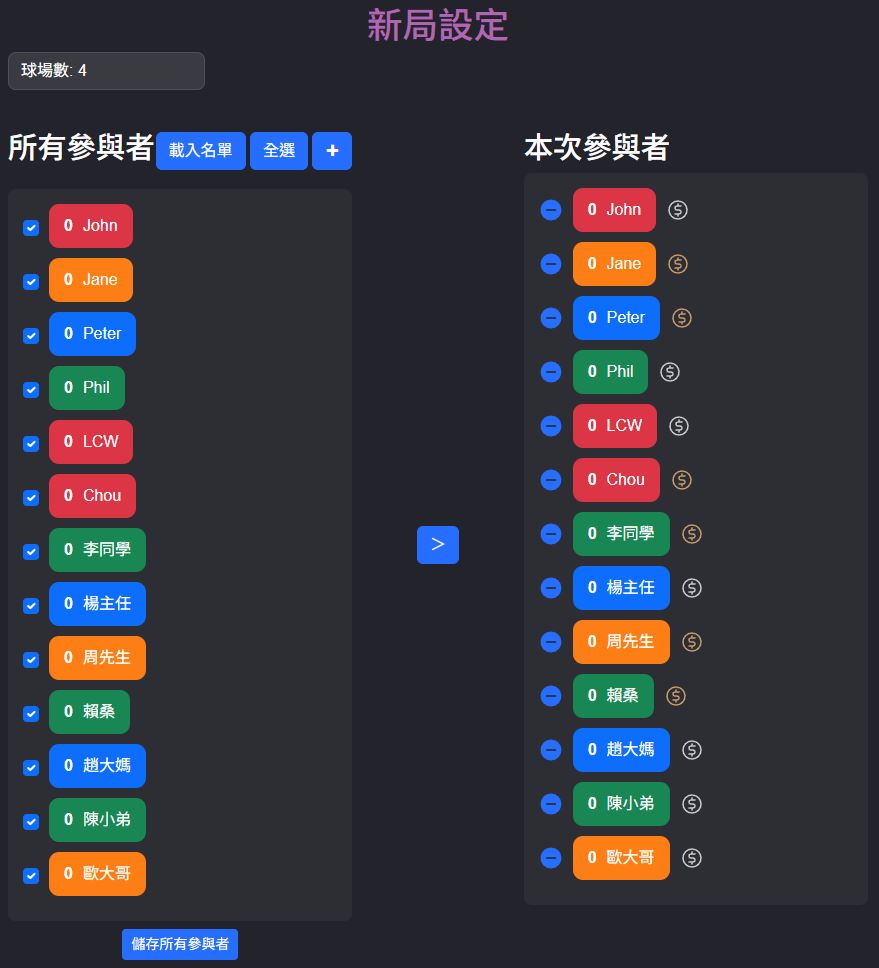 新局設定
球場數: 4
所有參與者 載入名單 全選 +
0 John
0 Jane
0 Peter
0 Phil
0 LCW
0 Chou
0 李同學
0 楊主任
0 周先生
0 賴桑
0 趙大媽
0 陳小弟
0 歐大哥
儲存所有參與者
>
本次參與者
0 John
0 Jane
0 Peter
0 Phil
0 LCW
0 Chou
0 李同學
0 楊主任
0 周先生
0 賴桑
0 趙大媽
0 陳小弟
0 歐大哥